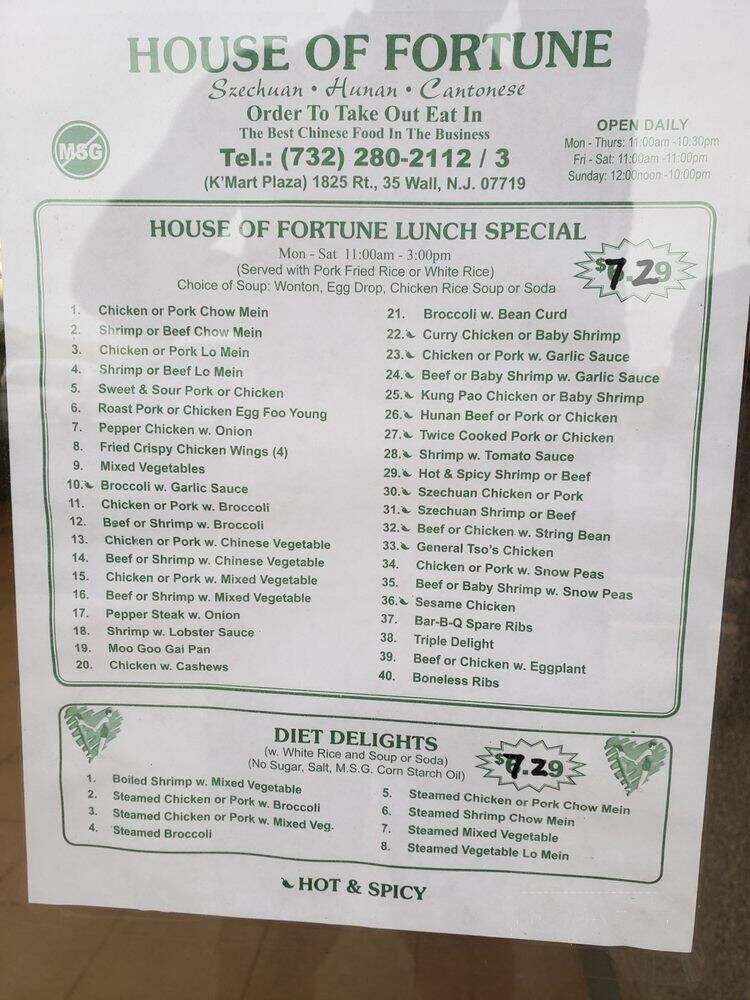 HOUSE OF FORTUNE
Szechuan • Hunan • Cantonese
Order To Take Out Eat In
The Best Chinese Food In The Business
Tel.: (732) 280-2112 / 3
(K'Mart Plaza) 1825 Rt., 35 Wall, N.J. 07719
MSG
OPEN DAILY
Mon - Thurs: 11:00am -10:30pm
Fri - Sat: 11:00am -11:00pm
Sunday: 12:00noon -10:00pm
HOUSE OF FORTUNE LUNCH SPECIAL
Mon - Sat 11:00am - 3:00pm
(Served with Pork Fried Rice or White Rice)
Choice of Soup: Wonton, Egg Drop, Chicken Rice Soup or Soda
$7.29
1. Chicken or Pork Chow Mein
2. Shrimp or Beef Chow Mein
3. Chicken or Pork Lo Mein
4. Shrimp or Beef Lo Mein
5. Sweet & Sour Pork or Chicken
6. Roast Pork or Chicken Egg Foo Young
7. Pepper Chicken w. Onion
8. Fried Crispy Chicken Wings (4)
9. Mixed Vegetables
10. Broccoli w. Garlic Sauce
11. Chicken or Pork w. Broccoli
12. Beef or Shrimp w. Broccoli
13. Chicken or Pork w. Chinese Vegetable
14. Beef or Shrimp w. Chinese Vegetable
15. Chicken or Pork w. Mixed Vegetable
16. Beef or Shrimp w. Mixed Vegetable
17. Pepper Steak w. Onion
18. Shrimp w. Lobster Sauce
19. Moo Goo Gai Pan
20. Chicken w. Cashews
21. Broccoli w. Bean Curd
22. Curry Chicken or Baby Shrimp
23. Chicken or Pork w. Garlic Sauce
24. Beef or Baby Shrimp w. Garlic Sauce
25. Kung Pao Chicken or Baby Shrimp
26. Hunan Beef or Pork or Chicken
27. Twice Cooked Pork or Chicken
28. Shrimp w. Tomato Sauce
29. Hot & Spicy Shrimp or Beef
30. Szechuan Chicken or Pork
31. Szechuan Shrimp or Beef
32. Beef or Chicken w. String Bean
33. General Tso's Chicken
34. Chicken or Pork w. Snow Peas
35. Beef or Baby Shrimp w. Snow Peas
36. Sesame Chicken
37. Bar-B-Q Spare Ribs
38. Triple Delight
39. Beef or Chicken w. Eggplant
40. Boneless Ribs
DIET DELIGHTS
(w. White Rice and Soup or Soda)
(No Sugar, Salt, M.S.G. Corn Starch Oil)
$7.29
1. Boiled Shrimp w. Mixed Vegetable
2. Steamed Chicken or Pork w. Broccoli
3. Steamed Chicken or Pork w. Mixed Veg.
4. Steamed Broccoli
5. Steamed Chicken or Pork Chow Mein
6. Steamed Shrimp Chow Mein
7. Steamed Mixed Vegetable
8. Steamed Vegetable Lo Mein
HOT & SPICY